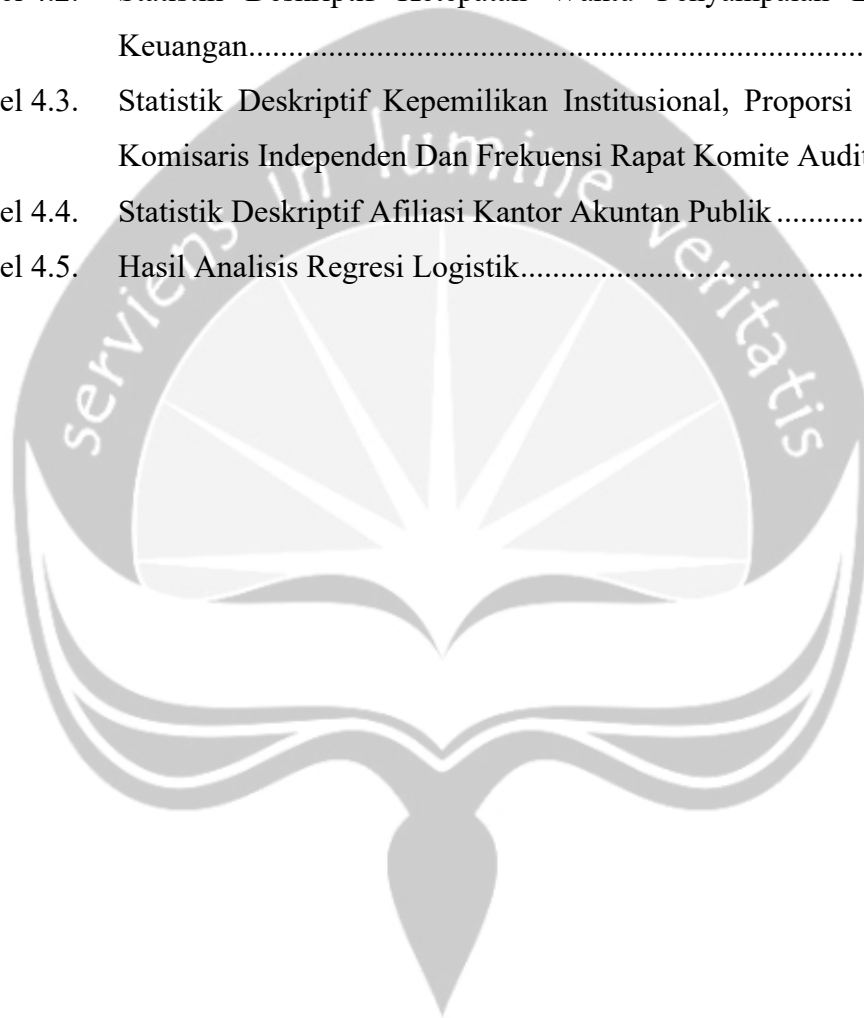 Keuangan
el 4.3. Statistik Deskriptif Kepemilikan Institusional, Proporsi
Komisaris Independen Dan Frekuensi Rapat Komite Audit
el 4.4. Statistik Deskriptif Afiliasi Kantor Akuntan Publik
el 4.5. Hasil Analisis Regresi Logistik
serviens in lumine veritatis